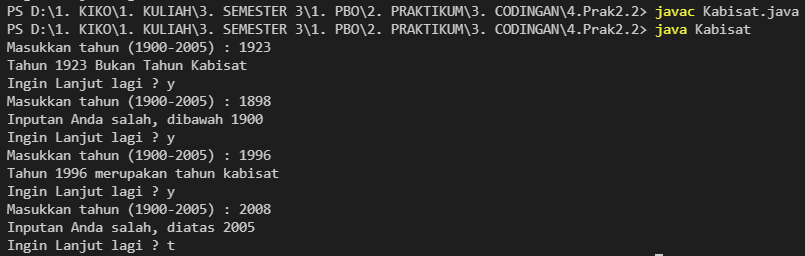 PS D:\1. KIKO\1. KULIAH\3. SEMESTER 3\1. PBO\2. PRAKTIKUM\3. CODINGAN\4.Prak2.2> javac Kabisat.java
PS D:\1. KIKO\1. KULIAH\3. SEMESTER 3\1. PBO\2. PRAKTIKUM\3. CODINGAN\4.Prak2.2> java Kabisat
Masukkan tahun (1900-2005) : 1923
Tahun 1923 Bukan Tahun Kabisat
Ingin Lanjut lagi ? y
Masukkan tahun (1900-2005) : 1898
Inputan Anda salah, dibawah 1900
Ingin Lanjut lagi ? y
Masukkan tahun (1900-2005) : 1996
Tahun 1996 merupakan tahun kabisat
Ingin Lanjut lagi ? y
Masukkan tahun (1900-2005) : 2008
Inputan Anda salah, diatas 2005
Ingin Lanjut lagi ? t